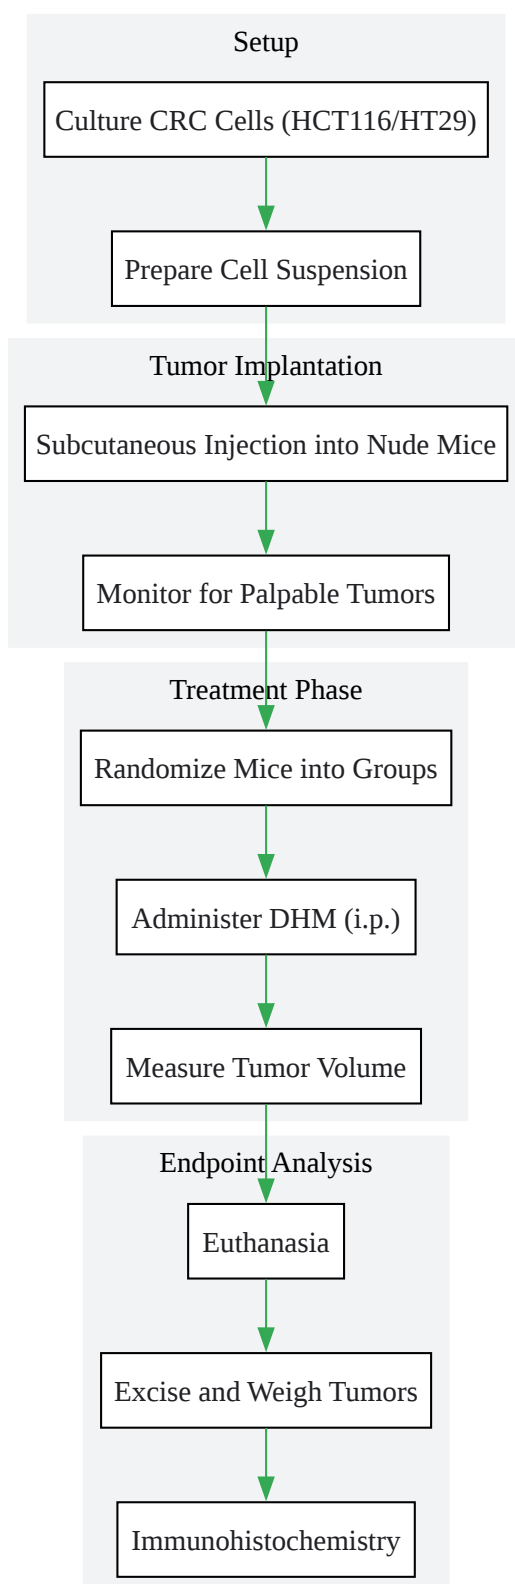 Setup
Culture CRC Cells (HCT116/HT29)
Prepare Cell Suspension
Tumor Implantation
Subcutaneous Injection into Nude Mice
Monitor for Palpable Tumors
Treatment Phase
Randomize Mice into Groups
Administer DHM (i.p.)
Measure Tumor Volume
Endpoint Analysis
Euthanasia
Excise and Weigh Tumors
Immunohistochemistry